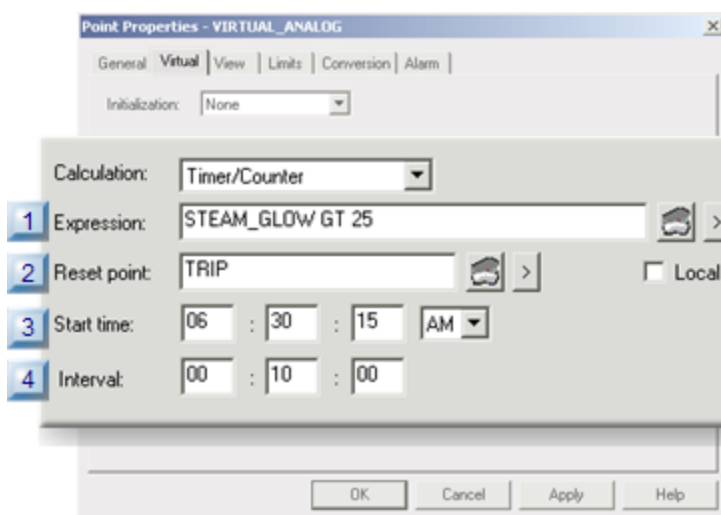 Point Properties - VIRTUAL_ANALOG
General Virtual View Limits Conversion Alarm
Initialization: None
Calculation: Timer/Counter
1 Expression: STEAM_GLOW GT 25 >
2 Reset point: TRIP > Local
3 Start time: 06 : 30 : 15 AM
4 Interval: 00 : 10 : 00
OK Cancel Apply Help